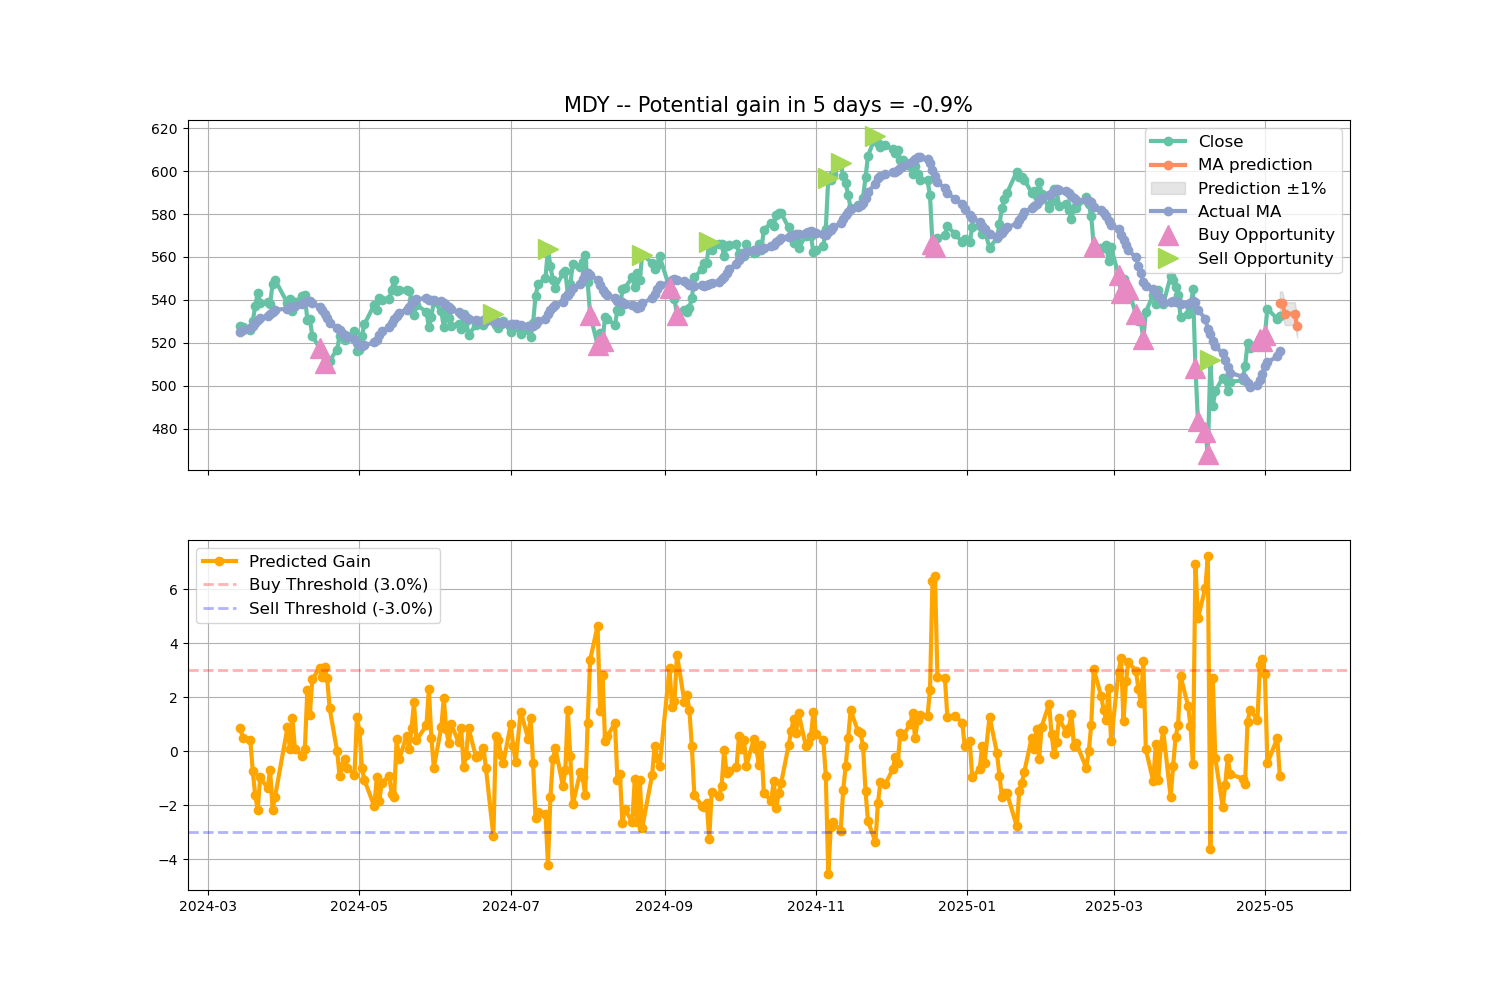 MDY -- Potential gain in 5 days = -0.9%
620
600
580
560
540
520
500
480
Close
MA prediction
Prediction ±1%
Actual MA
Buy Opportunity
Sell Opportunity
6
4
2
0
−2
−4
Predicted Gain
Buy Threshold (3.0%)
Sell Threshold (-3.0%)
2024-03 2024-05 2024-07 2024-09 2024-11 2025-01 2025-03 2025-05